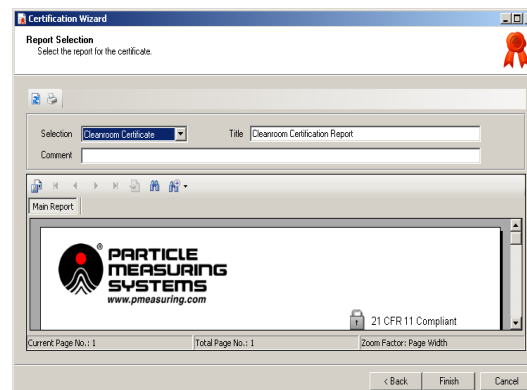 Certification Wizard
Report Selection
Select the report for the certificate.
Selection Cleanroom Certificate Title Cleanroom Certification Report
Comment
Main Report
PARTICLE
MEASURING
SYSTEMS
www.pmeasuring.com
21 CFR 11 Compliant
Current Page No.: 1 Total Page No.: 1 Zoom Factor: Page Width
< Back Finish Cancel